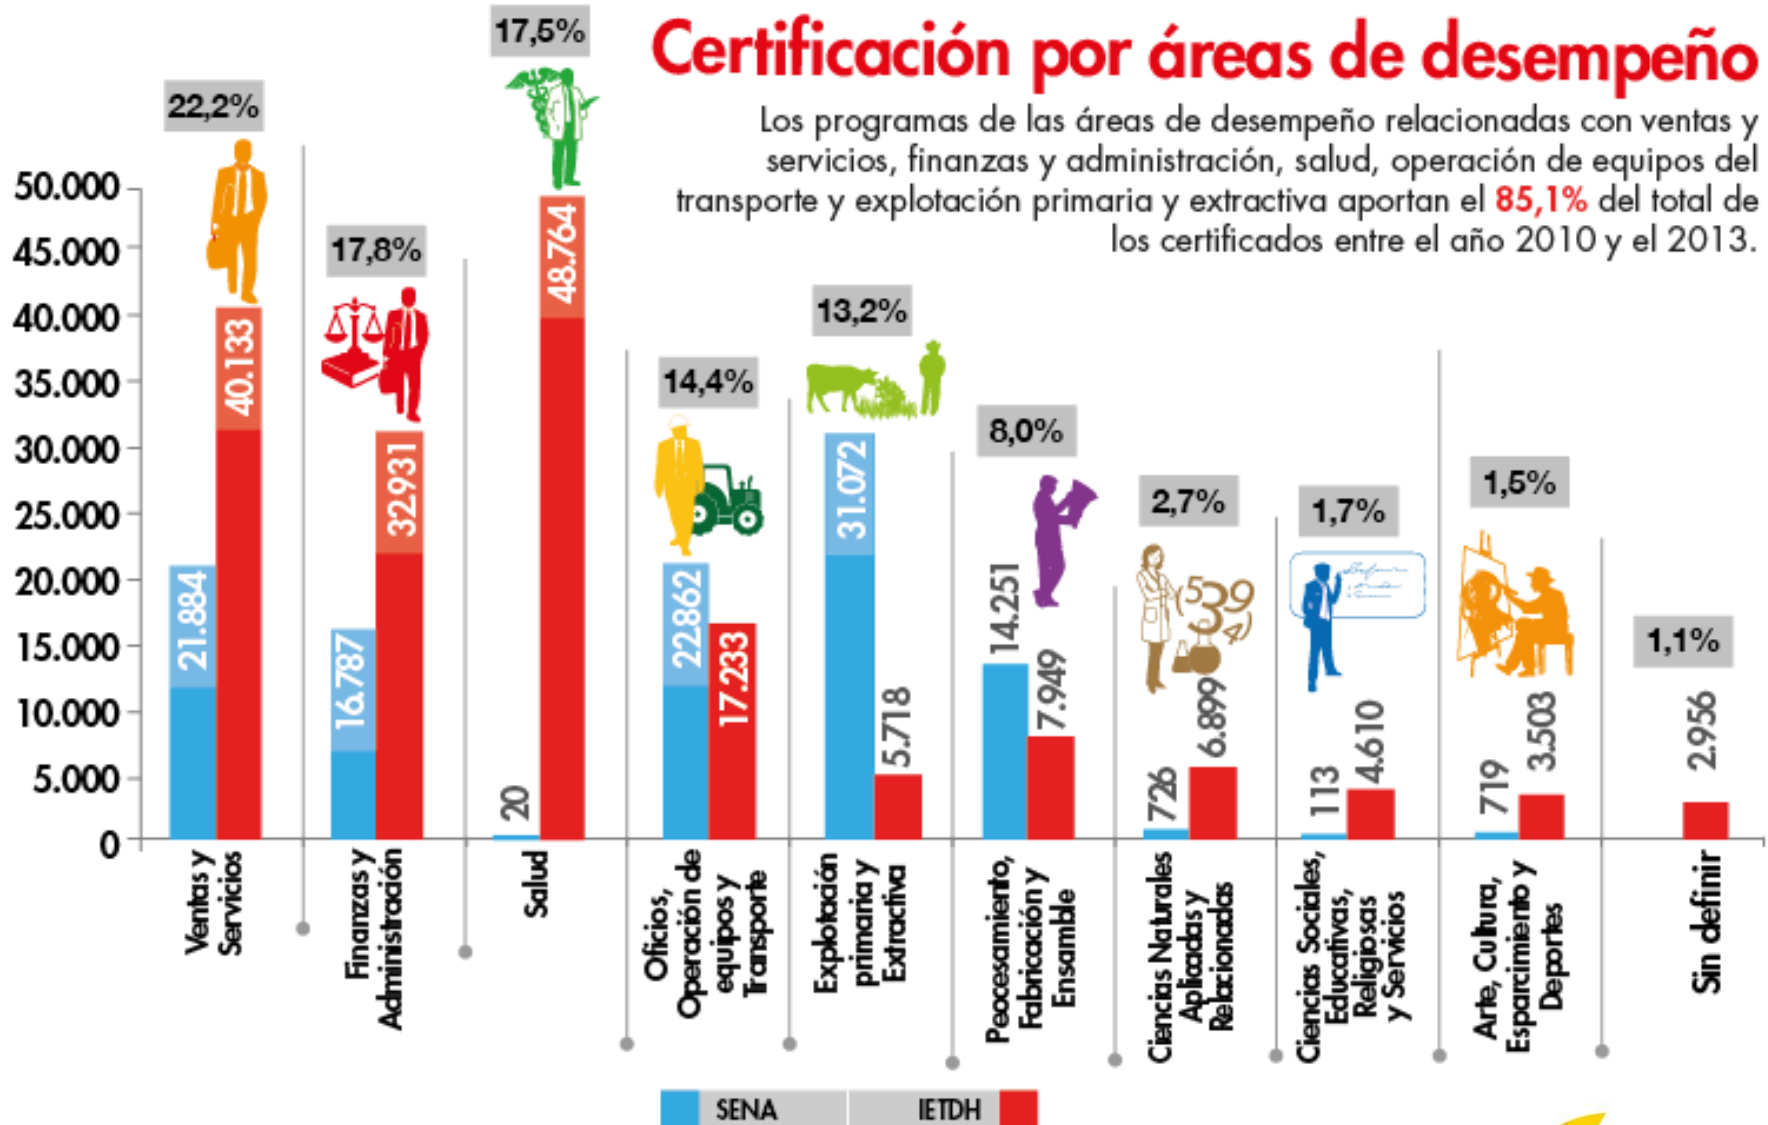 Certificación por áreas de desempeño
Los programas de las áreas de desempeño relacionadas con ventas y
servicios, finanzas y administración, salud, operación de equipos del
transporte y explotación primaria y extractiva aportan el 85,1% del total de
los certificados entre el año 2010 y el 2013.
22,2%
17,8%
17,5%
14,4%
13,2%
8,0%
2,7%
1,7%
1,5%
1,1%
50.000
45.000
40.000
35.000
30.000
25.000
20.000
15.000
10.000
5.000
0
21.884
40.133
16.787
32.931
20
48.764
22862
17.233
31.072
5.718
14.251
7.949
726
6.899
113
4.610
719
3.503
2.956
539
4)
Ventas y
Servicios
Finanzas y
Administración
Salud
Oficios,
Operación de
equipos y
Transporte
Explotación
primaria y
Extractiva
Peocesamiento,
Fabricación y
Ensamble
Ciencias Naturales
Aplicadas y
Relacionadas
Ciencias Sociales,
Educativas,
Religiosas
y Servicios
Arte, Cultura,
Esparcimiento y
Deportes
Sin definir
SENA
IETDH